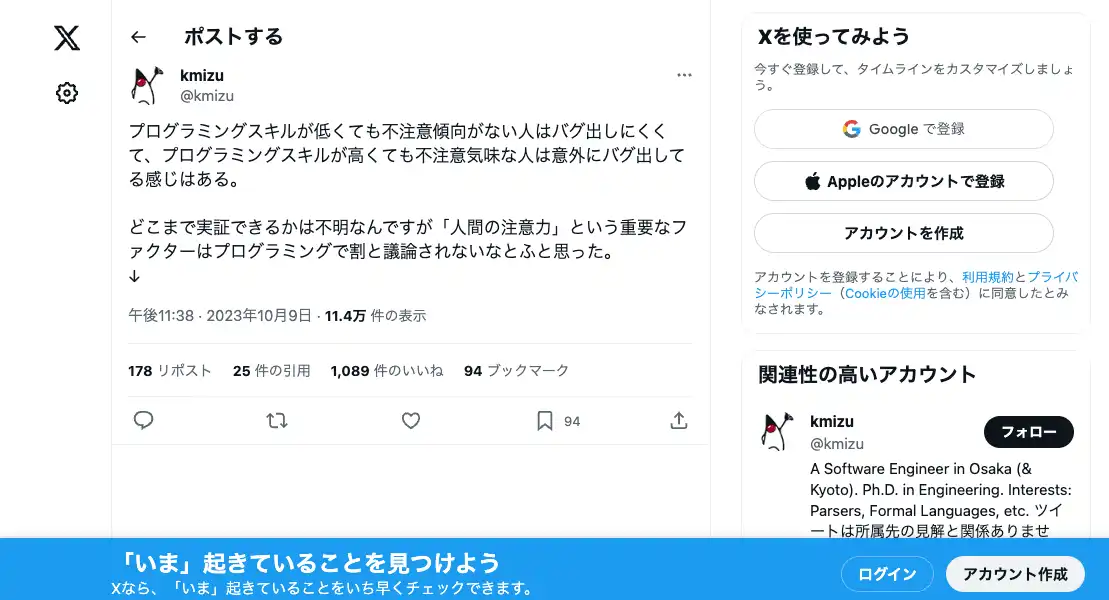 ポストする
kmizu
@kmizu
プログラミングスキルが低くても不注意傾向がない人はバグ出しにくく
て、プログラミングスキルが高くても不注意気味な人は意外にバグ出して
る感じはある。
どこまで実証できるかは不明なんですが「人間の注意力」という重要なフ
ァクターはプログラミングで割と議論されないなとふと思った。
↓
午後11:38 · 2023年10月9日 · 11.4万 件の表示
178 リポスト 25 件の引用 1,089 件のいいね 94 ブックマーク
94
Xを使ってみよう
今すぐ登録して、タイムラインをカスタマイズしましょ
う。
Google で登録
Appleのアカウントで登録
アカウントを作成
アカウントを登録することにより、利用規約とプライバ
シーポリシー（Cookieの使用を含む）に同意したとみ
なされます。
関連性の高いアカウント
kmizu
@kmizu
フォロー
A Software Engineer in Osaka (&
Kyoto). Ph.D. in Engineering. Interests:
Parsers, Formal Languages, etc. ツイ
ートは所属先の見解と関係ありませ
「いま」起きていることを見つけよう
Xなら、「いま」起きていることをいち早くチェックできます。
ログイン
アカウント作成